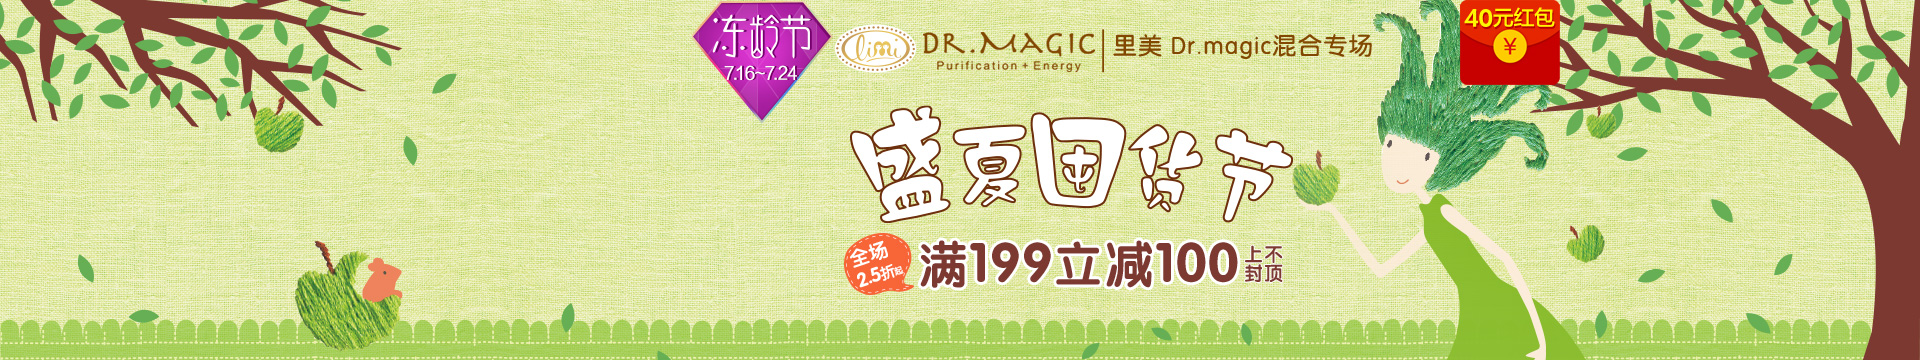 冻龄节
7.16~7.24
limi
DR.MAGIC
Purification + Energy
里美 Dr.magic混合专场
40元红包
¥
盛夏囤货节
全场
2.5折起
满199立减100
上不
封顶